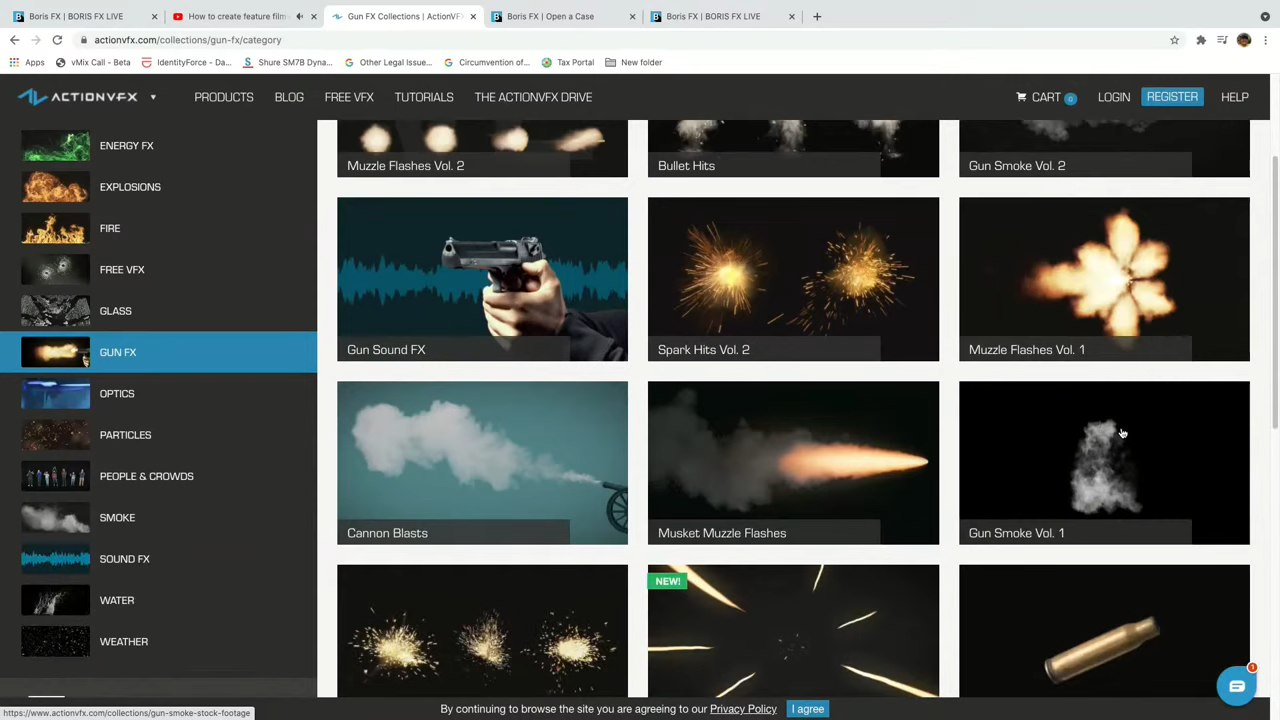 Boris FX | BORIS FX LIVE
How to create feature film
Gun FX Collections | ActionVF
Boris FX | Open a Case
Boris FX | BORIS FX LIVE
actionvfx.com/collections/gun-fx/category
Apps
vMix Call - Beta
IdentityForce - Da...
Shure SM7B Dyna...
Other Legal Issue...
Circumvention of...
Tax Portal
New folder
ACTIONVFX
PRODUCTS
BLOG
FREE VFX
TUTORIALS
THE ACTIONVFX DRIVE
CART 0
LOGIN
REGISTER
HELP
ENERGY FX
EXPLOSIONS
FIRE
FREE VFX
GLASS
GUN FX
OPTICS
PARTICLES
PEOPLE & CROWDS
SMOKE
SOUND FX
WATER
WEATHER
Muzzle Flashes Vol. 2
Bullet Hits
Gun Smoke Vol. 2
Gun Sound FX
Spark Hits Vol. 2
Muzzle Flashes Vol. 1
Cannon Blasts
Musket Muzzle Flashes
Gun Smoke Vol. 1
NEW!
1
https://www.actionvfx.com/collections/gun-smoke-stock-footage
By continuing to browse the site you are agreeing to our Privacy Policy
I agree